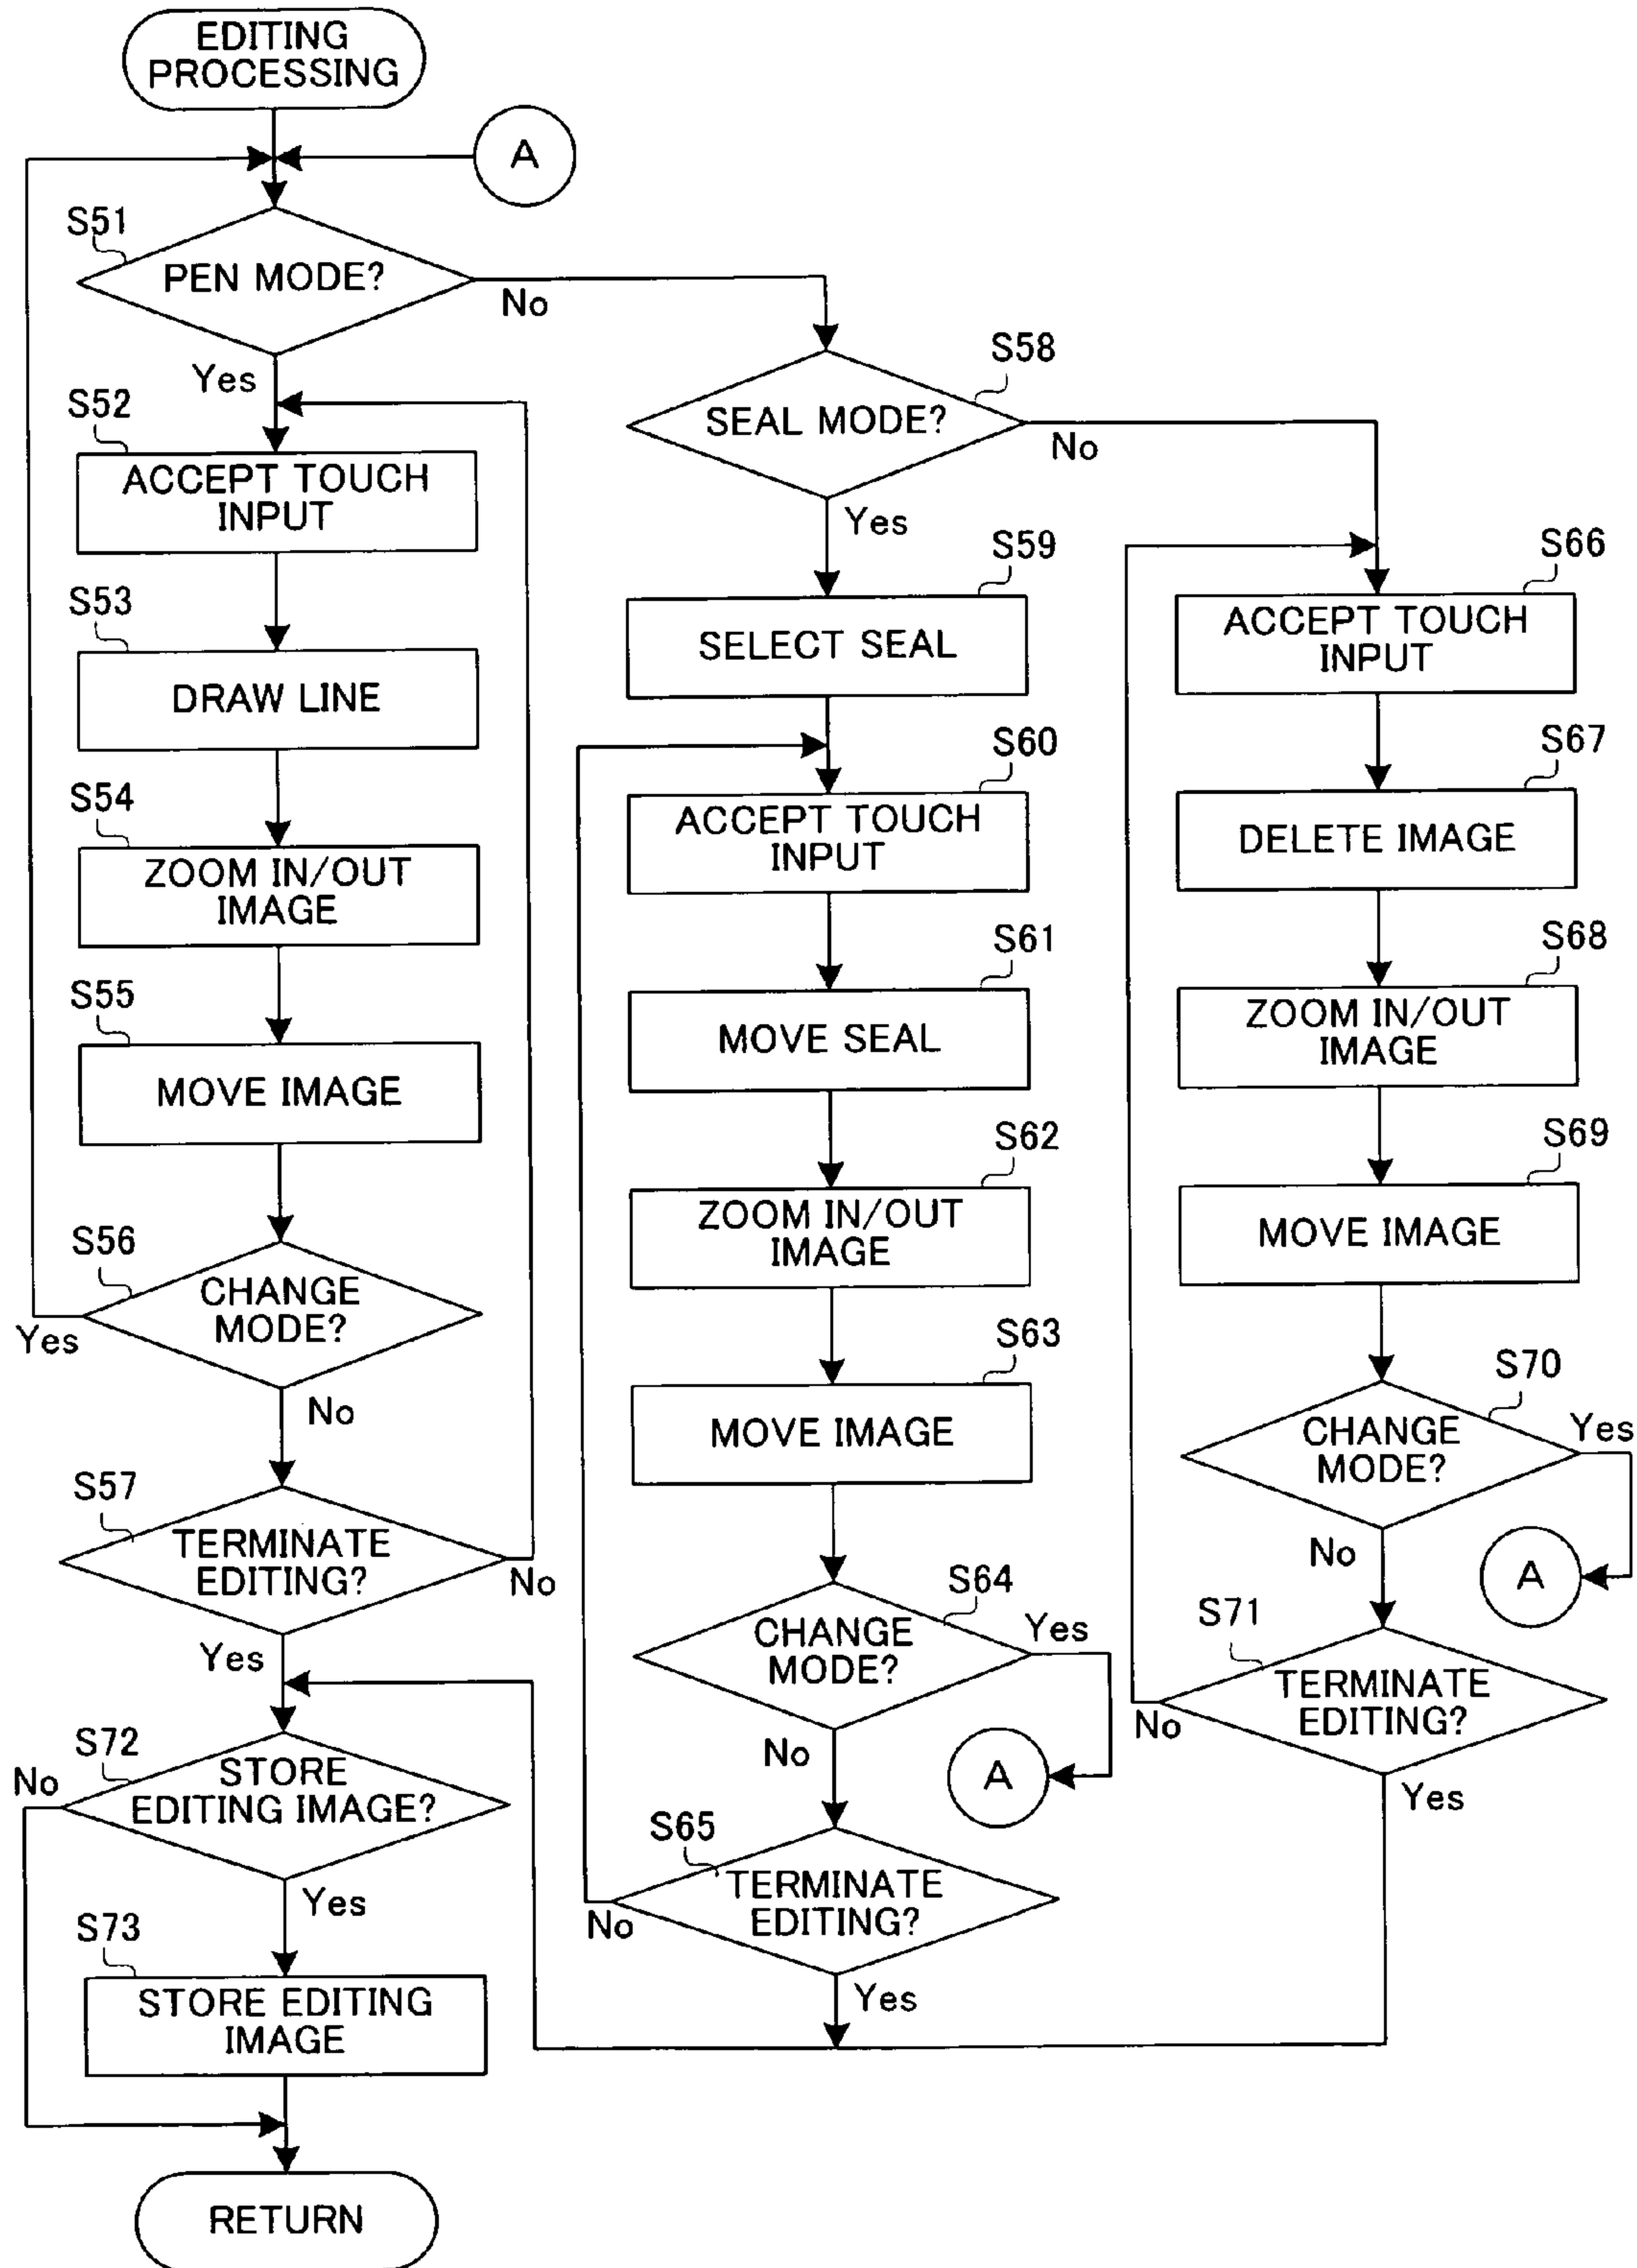 EDITING
PROCESSING
A
S51
PEN MODE?
No
Yes
S52
ACCEPT TOUCH
INPUT
S53
DRAW LINE
S54
ZOOM IN/OUT
IMAGE
S55
MOVE IMAGE
S56
CHANGE
MODE?
Yes
No
S57
TERMINATE
EDITING?
No
Yes
S72
STORE
EDITING IMAGE?
No
Yes
S73
STORE EDITING
IMAGE
RETURN
S58
SEAL MODE?
No
Yes
S59
SELECT SEAL
S60
ACCEPT TOUCH
INPUT
S61
MOVE SEAL
S62
ZOOM IN/OUT
IMAGE
S63
MOVE IMAGE
S64
CHANGE
MODE?
Yes
No
A
S65
TERMINATE
EDITING?
No
Yes
S66
ACCEPT TOUCH
INPUT
S67
DELETE IMAGE
S68
ZOOM IN/OUT
IMAGE
S69
MOVE IMAGE
S70
CHANGE
MODE?
Yes
No
A
S71
TERMINATE
EDITING?
No
Yes